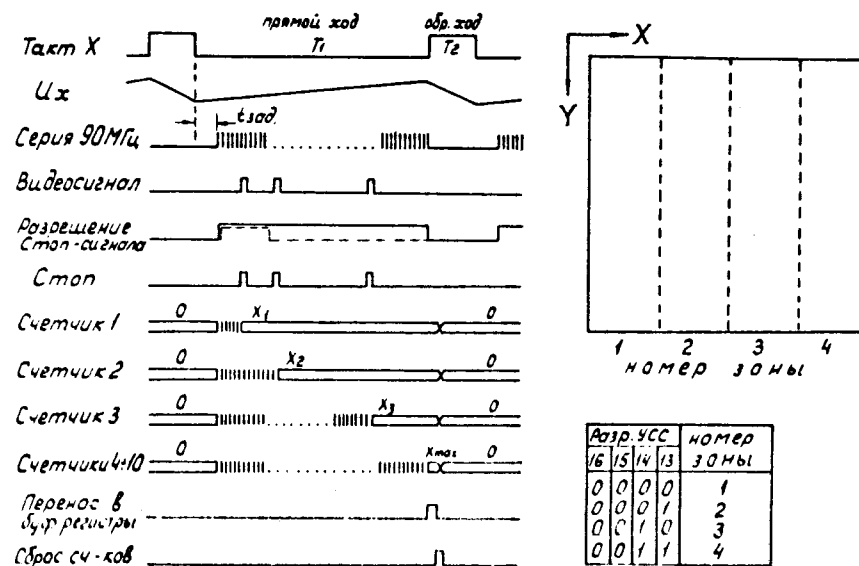 прямой ход
обр. ход
Такт X
T1
T2
Ux
tзад.
Серия 90МГц
Видеосигнал
Разрешение
Стоп-сигнала
Стоп
Счетчик 1
0
X1
0
Счетчик 2
0
X2
0
Счетчик 3
0
X3
0
Счетчики 4÷10
0
Xmax
0
Перенос в
буф регистры
Сброс сч-ков
X
Y
1 2 3 4
номер зоны
Разр. УСС номер
16 15 14 13 зоны
0 0 0 0 1
0 0 0 1 2
0 0 1 0 3
0 0 1 1 4